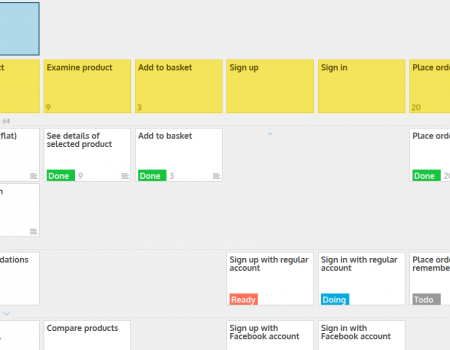 ct
Examine product
Add to basket
Sign up
Sign in
Place orde
9
3
20
64
flat)
See details of
selected product
Add to basket
Place orde
Done 9
Done 3
Done 20
n
dations
Sign up with regular
account
Sign in with regular
account
Place orde
remembe
Ready
Doing
Todo
Compare products
Sign up with
Facebook account
Sign in with
Facebook account